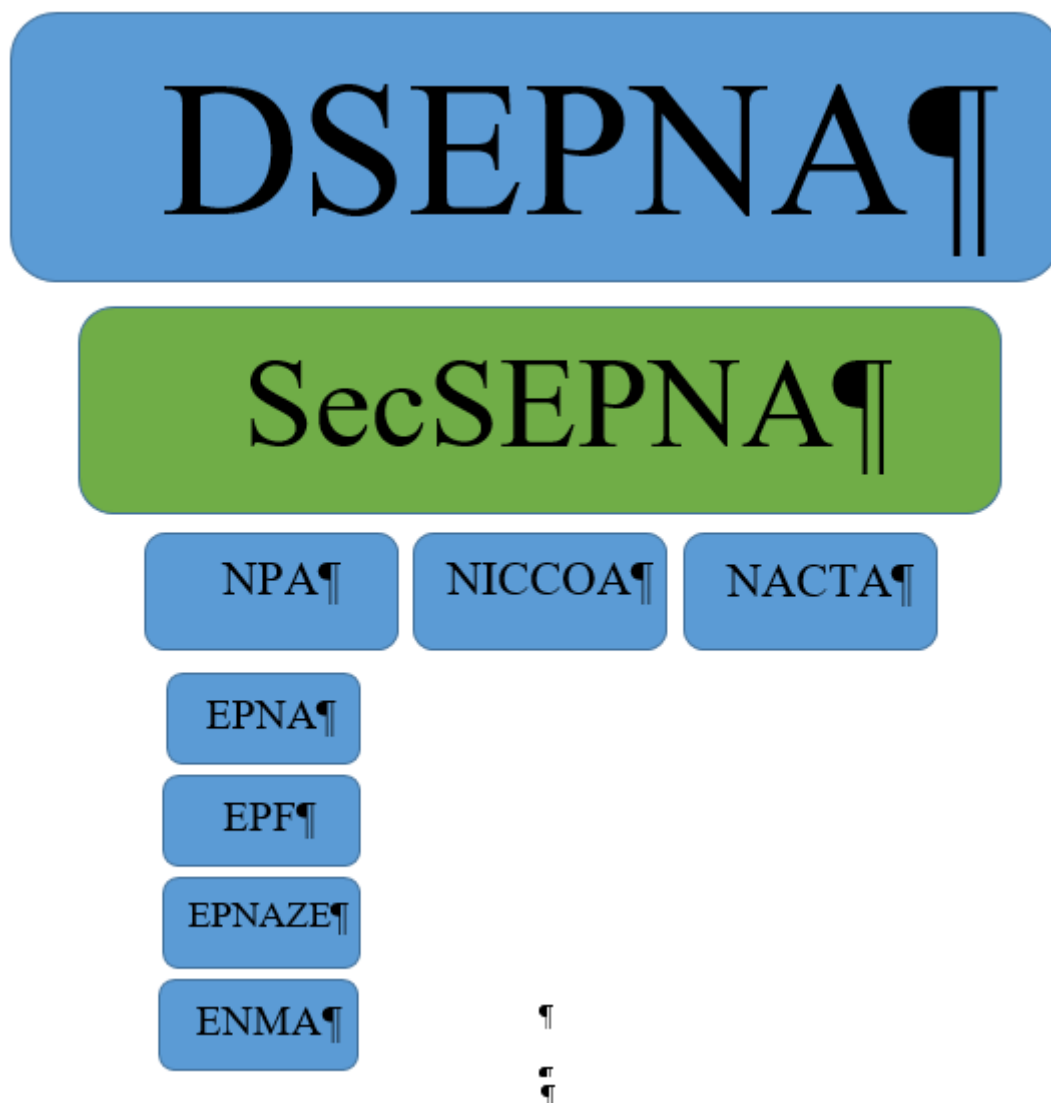 DSEPNA¶
SecSEPNA¶
NPA¶ NICCOA¶ NACTA¶
EPNA¶
EPF¶
EPNAZE¶
ENMA¶
¶
¶
¶